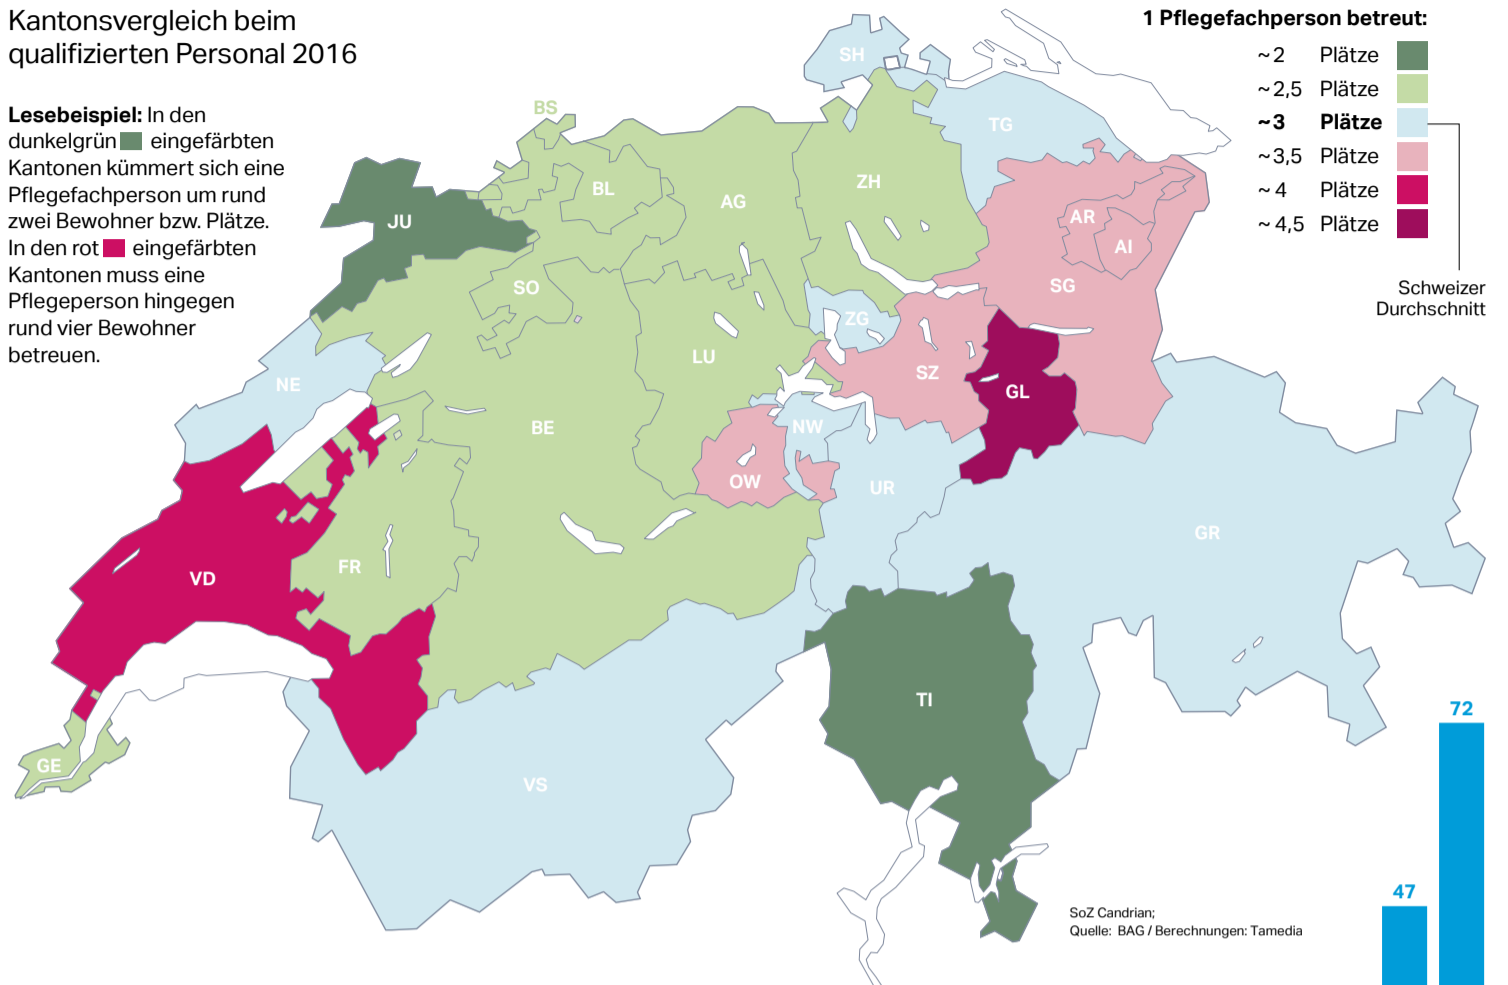 Kantonsvergleich beim
qualifizierten Personal 2016
Lesebeispiel: In den
dunkelgrün eingefärbten
Kantonen kümmert sich eine
Pflegefachperson um rund
zwei Bewohner bzw. Plätze.
In den rot eingefärbten
Kantonen muss eine
Pflegeperson hingegen
rund vier Bewohner
betreuen.
1 Pflegefachperson betreut:
~2 Plätze
~2,5 Plätze
~3 Plätze
~3,5 Plätze
~4 Plätze
~4,5 Plätze
Schweizer
Durchschnitt
SH
BS
TG
BL
ZH
AG
JU
AR
AI
SO
SG
ZG
LU
NE
SZ
GL
BE
NW
OW
UR
GR
FR
VD
TI
GE
VS
72
47
SoZ Candrian;
Quelle: BAG / Berechnungen: Tamedia